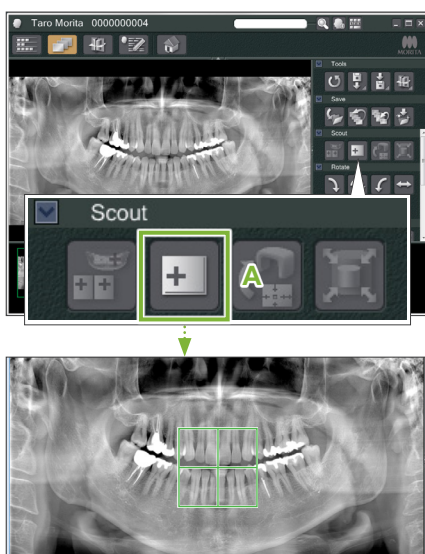 Taro Morita 0000000004
MORITA
Tools
Save
Scout
Rotate
Scout
A